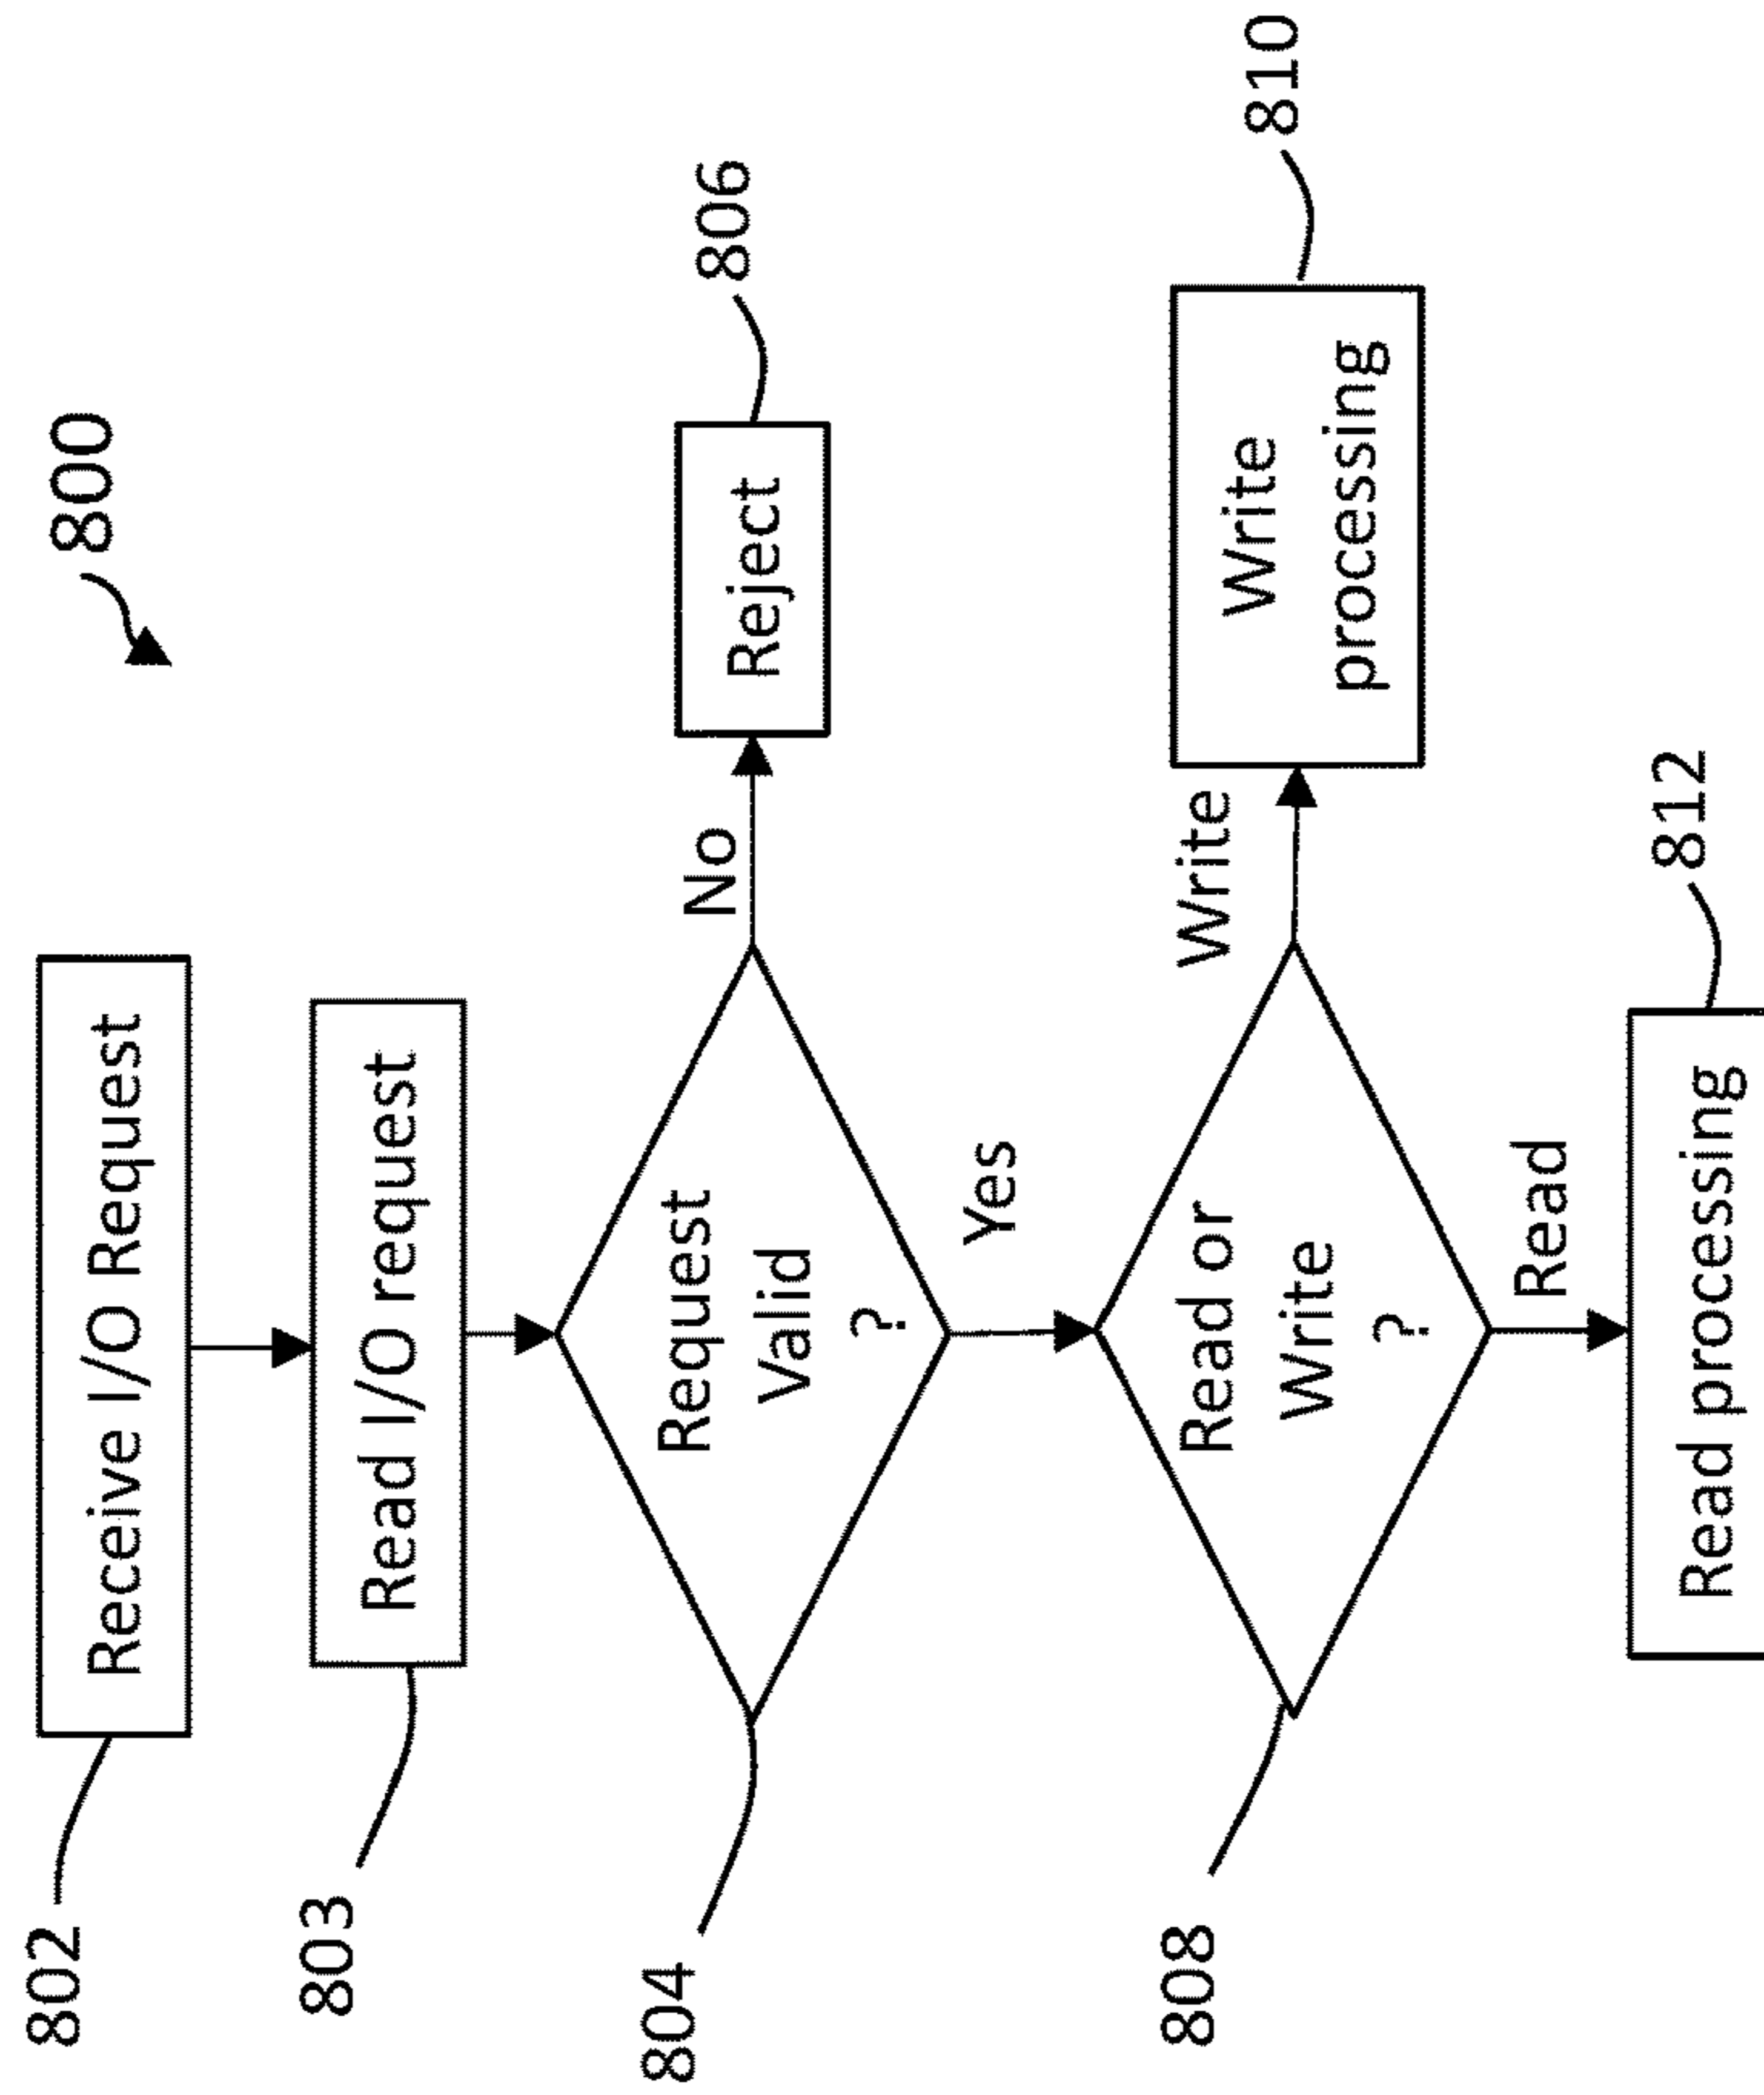 800
802
Receive I/O Request
803
Read I/O request
804
Request
Valid
?
No
Reject
806
Yes
808
Read or
Write
?
Write
Write
processing
810
Read
Read processing
812